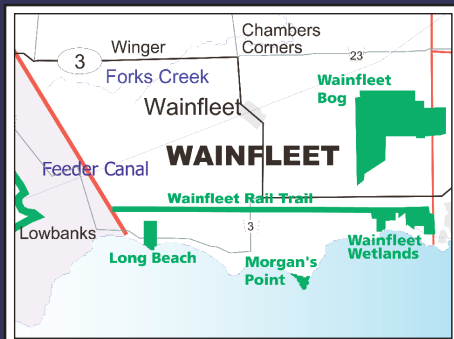 Chambers
Corners
Winger
23
3
Forks Creek
Wainfleet
Bog
Wainfleet
WAINFLEET
Feeder Canal
Wainfleet Rail Trail
3
Lowbanks
Long Beach
Wainfleet
Wetlands
Morgan's
Point